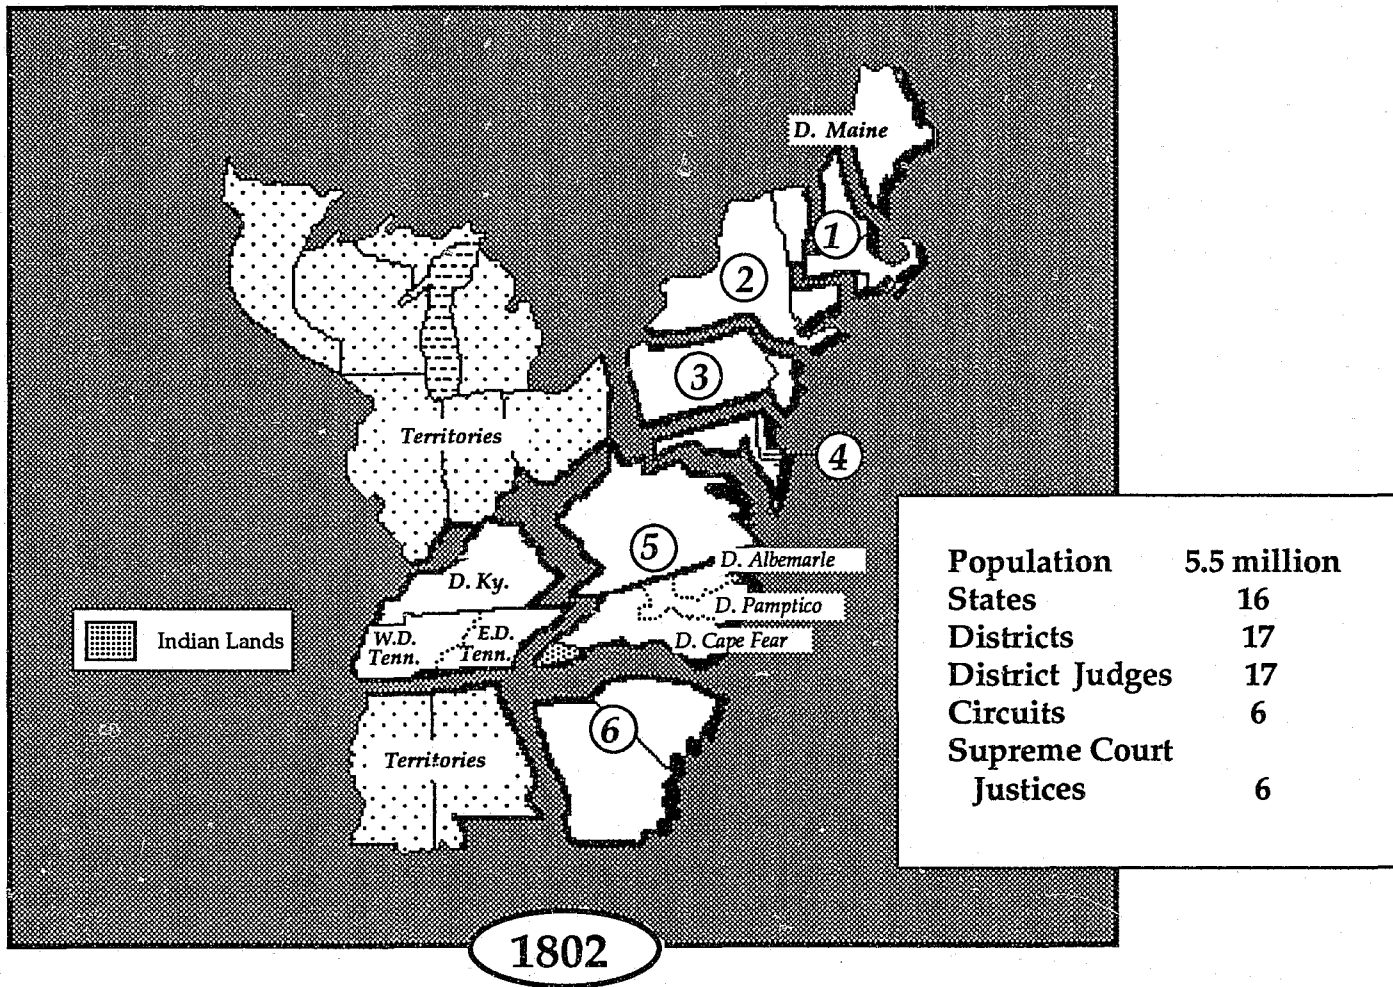 D. Maine
1
2
3
Territories
4
5
D. Albemarle
D. Ky.
D. Pamptico
W.D.
Tenn.
E.D.
Tenn.
D. Cape Fear
Indian Lands
6
Territories
Population 5.5 million
States 16
Districts 17
District Judges 17
Circuits 6
Supreme Court
Justices 6
1802